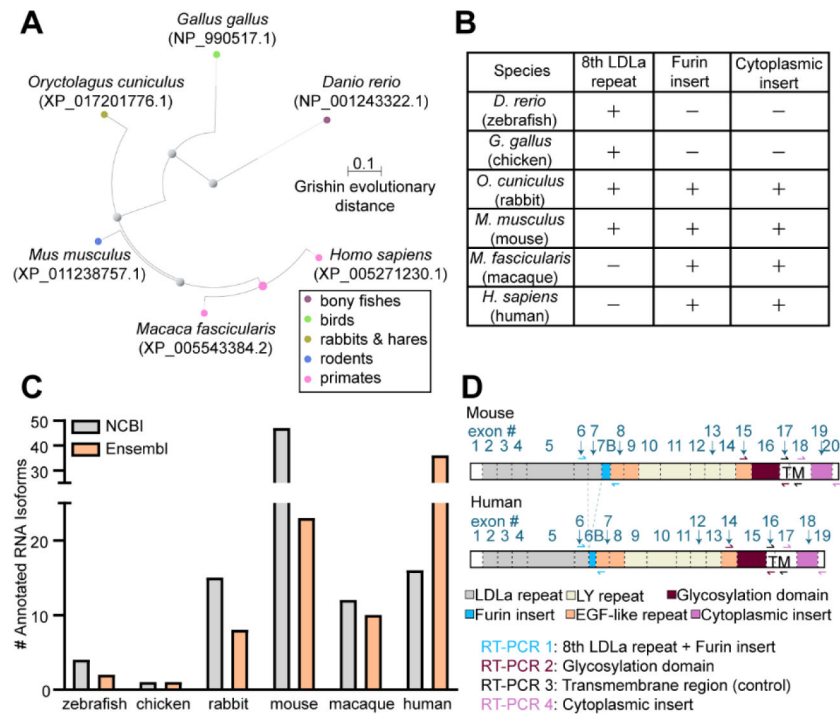 A
Gallus gallus
(NP_990517.1)
Oryctolagus cuniculus
(XP_017201776.1)
Danio rerio
(NP_001243322.1)
0.1
Grishin evolutionary
distance
Mus musculus
(XP_011238757.1)
Homo sapiens
(XP_005271230.1)
Macaca fascicularis
(XP_005543384.2)
bony fishes
birds
rabbits & hares
rodents
primates
B
Species 8th LDLa repeat Furin insert Cytoplasmic insert
D. rerio (zebrafish) + − −
G. gallus (chicken) + − −
O. cuniculus (rabbit) + + +
M. musculus (mouse) + + +
M. fascicularis (macaque) − + +
H. sapiens (human) − + +
C
# Annotated RNA Isoforms
50
40
30
20
10
0
NCBI
Ensembl
zebrafish chicken rabbit mouse macaque human
D
Mouse
exon #
1 2 3 4 5 6 7 7B 8 9 10 11 12 13 14 15 16 17 18 19 20
TM
Human
exon #
1 2 3 4 5 6 6B 7 8 9 10 11 12 13 14 15 16 17 18 19
TM
LDLa repeat LY repeat Glycosylation domain
Furin insert EGF-like repeat Cytoplasmic insert
RT-PCR 1: 8th LDLa repeat + Furin insert
RT-PCR 2: Glycosylation domain
RT-PCR 3: Transmembrane region (control)
RT-PCR 4: Cytoplasmic insert